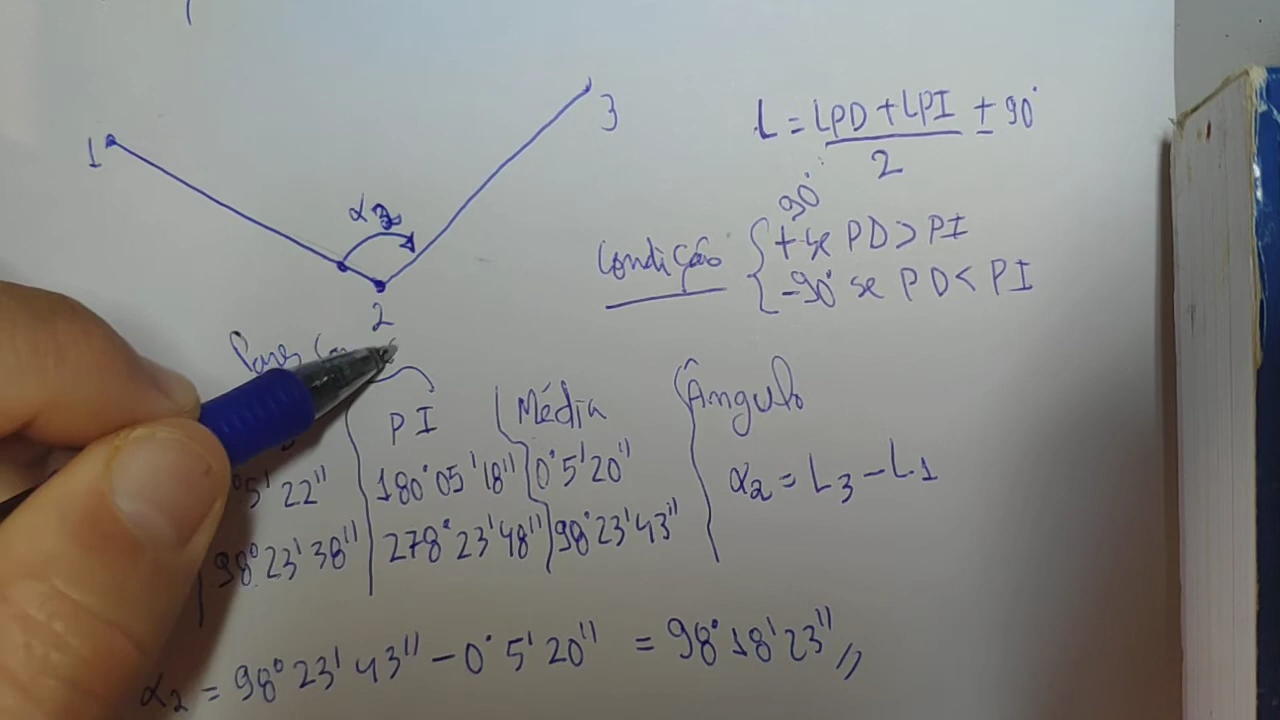 1
3
α2
2
L = LPD + LPI ± 90°
2
90°
Condição { + se PD > PI
- 90° se PD < PI
Pares
PI Média Ângulo
°5'22" 180°05'18" 0°5'20" α2 = L3 - L1
98°23'38" 278°23'48" 98°23'43"
α2 = 98°23'43" - 0°5'20" = 98°18'23"//